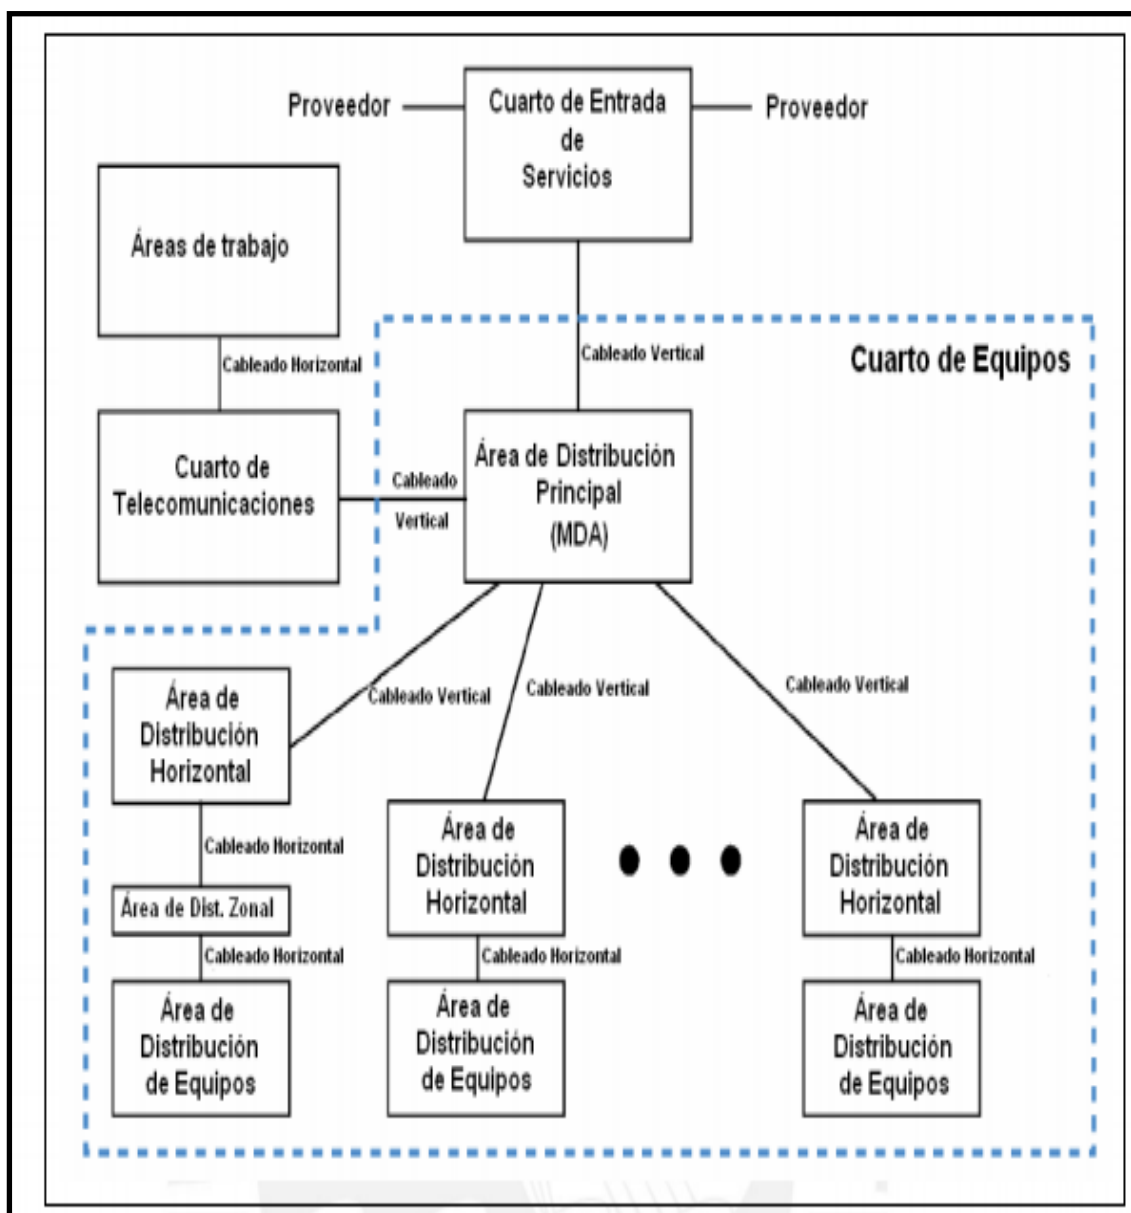 Proveedor
Cuarto de Entrada
de
Servicios
Proveedor
Áreas de trabajo
Cableado Horizontal
Cableado Vertical
Cuarto de Equipos
Cuarto de
Telecomunicaciones
Cableado
Vertical
Área de Distribución
Principal
(MDA)
Cableado Vertical
Cableado Vertical
Cableado Vertical
Área de
Distribución
Horizontal
Cableado Horizontal
Área de Dist. Zonal
Cableado Horizontal
Área de
Distribución
de Equipos
Área de
Distribución
Horizontal
Cableado Horizontal
Área de
Distribución
de Equipos
Área de
Distribución
Horizontal
Cableado Horizontal
Área de
Distribución
de Equipos